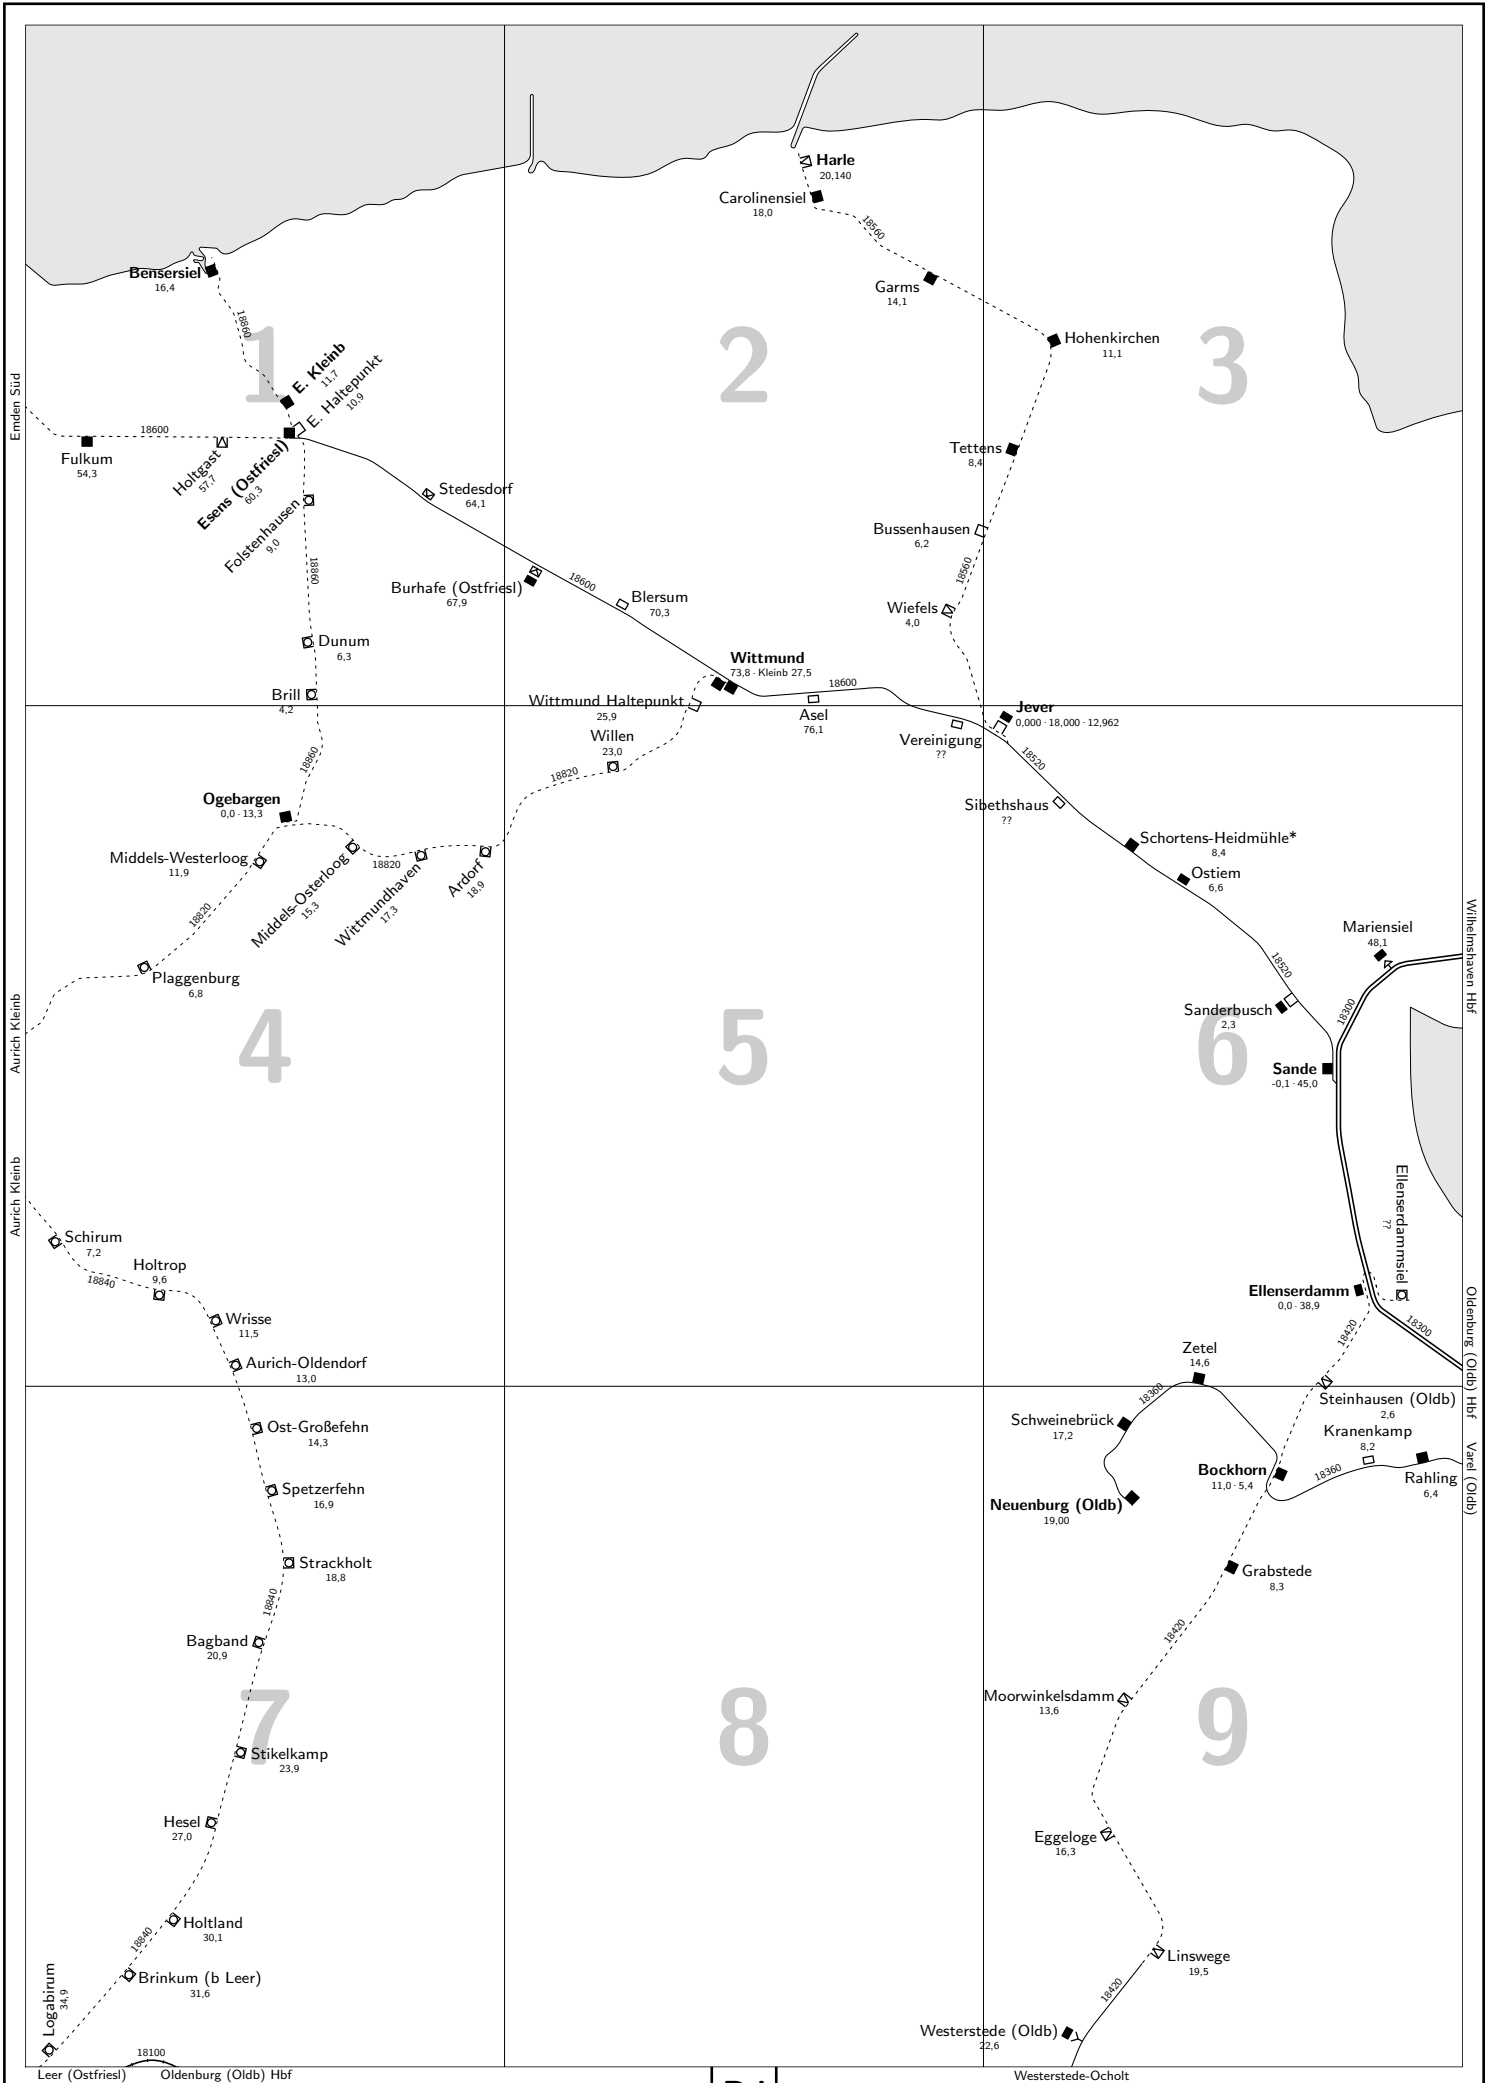 Harle
20,140
Carolinensiel
18,0
18560
Bensersiel
16,4
Garms
14,1
18860
1
2
3
Hohenkirchen
11,1
E. Kleinb
11,7
E. Haltepunkt
10,9
Emden Süd
18600
Fulkum
54,3
Holtgast
57,7
Esens (Ostfriesl)
60,3
Tettens
8,4
Stedesdorf
64,1
Folstenhausen
9,0
Bussenhausen
6,2
18860
Burhafe (Ostfriesl)
67,9
18600
18560
Blersum
70,3
Wiefels
4,0
Dunum
6,3
Wittmund
73,8 · Kleinb 27,5
18600
Brill
4,2
Wittmund Haltepunkt
25,9
Asel
76,1
Jever
0,000 · 18,000 · 12,962
Willen
23,0
Vereinigung
??
18860
18820
18520
Ogebargen
0,0 · 13,3
Sibethshaus
??
Middels-Westerloog
11,9
18820
Middels-Osterloog
15,3
Wittmundhaven
17,3
Ardorf
18,9
Schortens-Heidmühle*
8,4
Ostiem
6,6
18820
Plaggenburg
6,8
Mariensiel
48,1
Wilhelmshaven Hbf
18520
Aurich Kleinb
Sanderbusch
2,3
18300
4
5
6
Sande
-0,1 · 45,0
Aurich Kleinb
Ellenserdammsiel
??
Schirum
7,2
Holtrop
9,6
18840
Ellenserdamm
0,0 · 38,9
Wrisse
11,5
18420
18300
Oldenburg (Oldb) Hbf
Aurich-Oldendorf
13,0
Zetel
14,6
18360
Steinhausen (Oldb)
2,6
Ost-Großefehn
14,3
Schweinebrück
17,2
Kranenkamp
8,2
Varel (Oldb)
Bockhorn
11,0 · 5,4
18360
Rahling
6,4
Spetzerfehn
16,9
Neuenburg (Oldb)
19,00
Strackholt
18,8
Grabstede
8,3
18840
18420
Bagband
20,9
Moorwinkelsdamm
13,6
7
8
9
Stikelkamp
23,9
Hesel
27,0
Eggeloge
16,3
Holtland
30,1
18840
Linswege
19,5
Brinkum (b Leer)
31,6
Logabirum
34,9
18420
Westerstede (Oldb)
22,6
18100
Leer (Ostfriesl)
Oldenburg (Oldb) Hbf
Westerstede-Ocholt